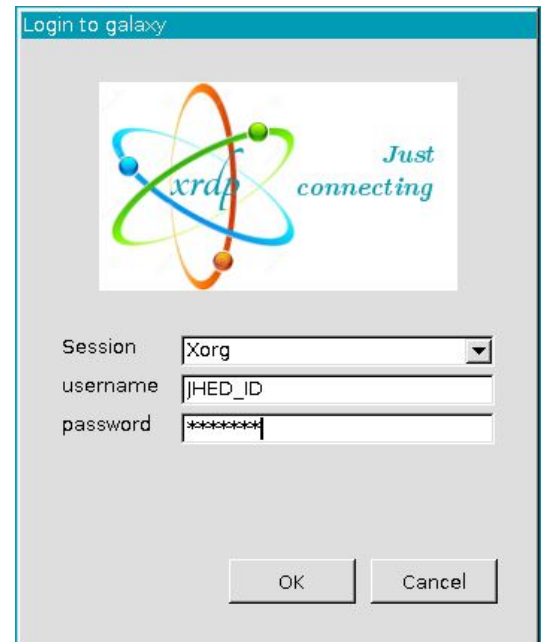 Login to galaxy
xrdp
Just
connecting
Session
Xorg
username
JHED_ID
password
*******
OK
Cancel